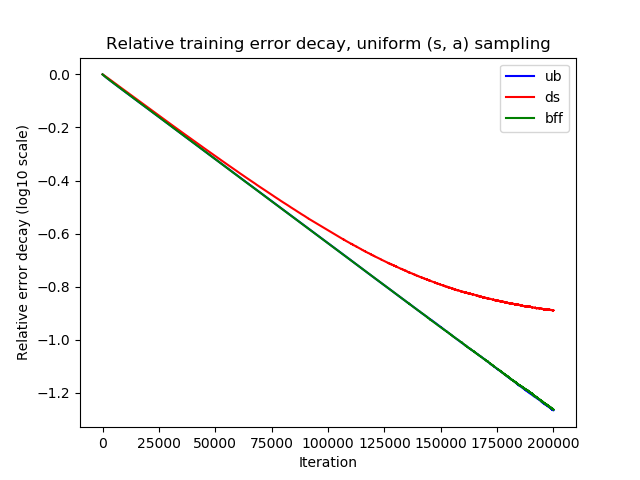 Relative training error decay, uniform (s, a) sampling
ub
ds
bff
Relative error decay (log10 scale)
0.0
−0.2
−0.4
−0.6
−0.8
−1.0
−1.2
0 25000 50000 75000 100000 125000 150000 175000 200000
Iteration